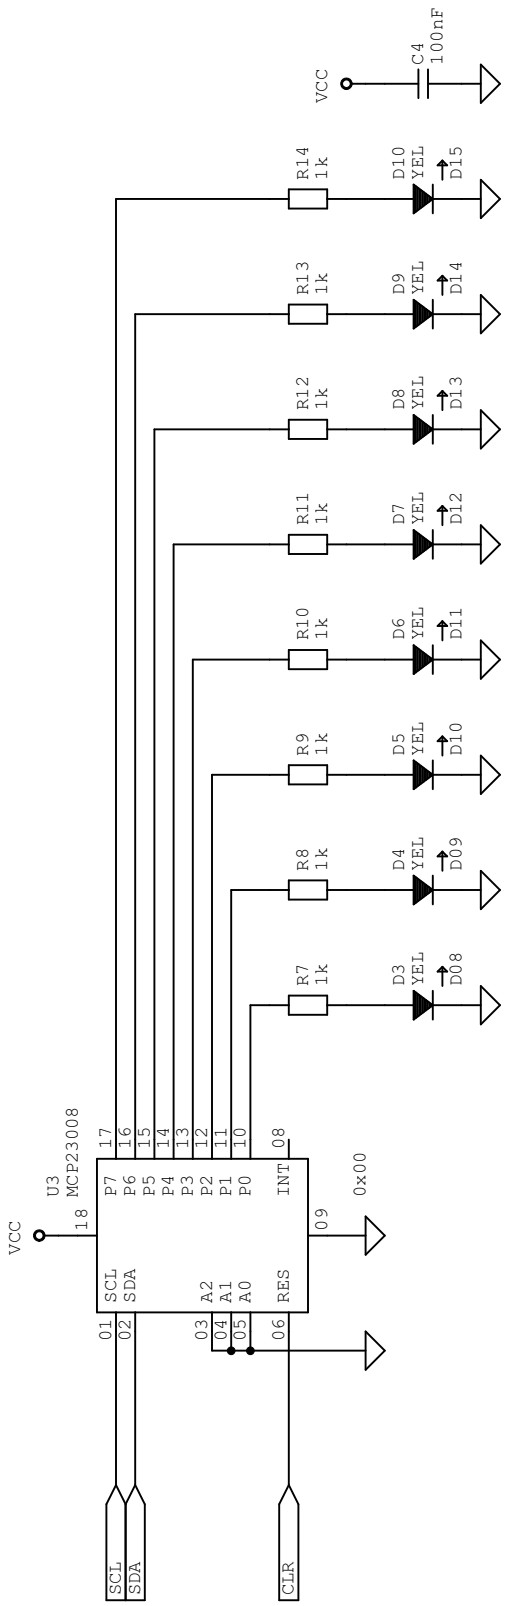 VCC
C4
100nF
R14
1k
D10
YEL
D15
R13
1k
D9
YEL
D14
R12
1k
D8
YEL
D13
R11
1k
D7
YEL
D12
R10
1k
D6
YEL
D11
R9
1k
D5
YEL
D10
R8
1k
D4
YEL
D09
R7
1k
D3
YEL
D08
U3
MCP23008
VCC
18
17
16
15
14
13
12
11
10
08
P7
P6
P5
P4
P3
P2
P1
P0
INT
09
0x00
SCL
SDA
A2
A1
A0
RES
01
02
03
04
05
06
SCL
SDA
CLR